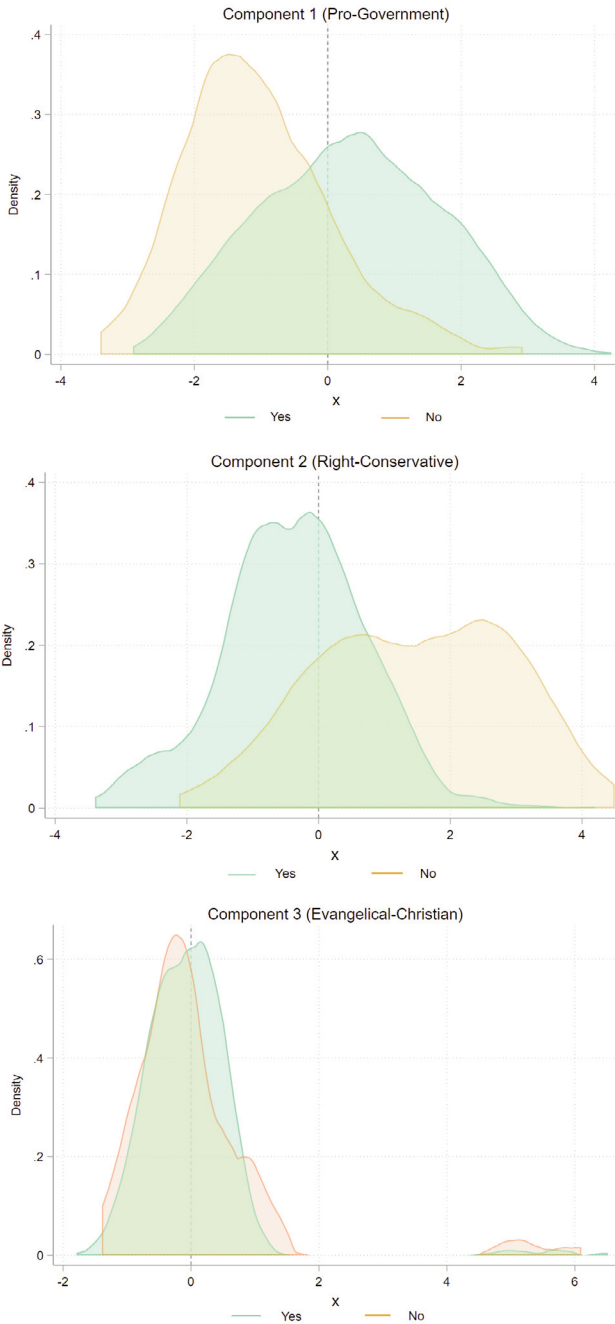 Component 1 (Pro-Government)
.4
.3
.2
.1
0
Density
-4 -2 0 2 4
X
Yes No
Component 2 (Right-Conservative)
.4
.3
.2
.1
0
Density
-4 -2 0 2 4
X
Yes No
Component 3 (Evangelical-Christian)
.6
.4
.2
0
Density
-2 0 2 4 6
X
Yes No